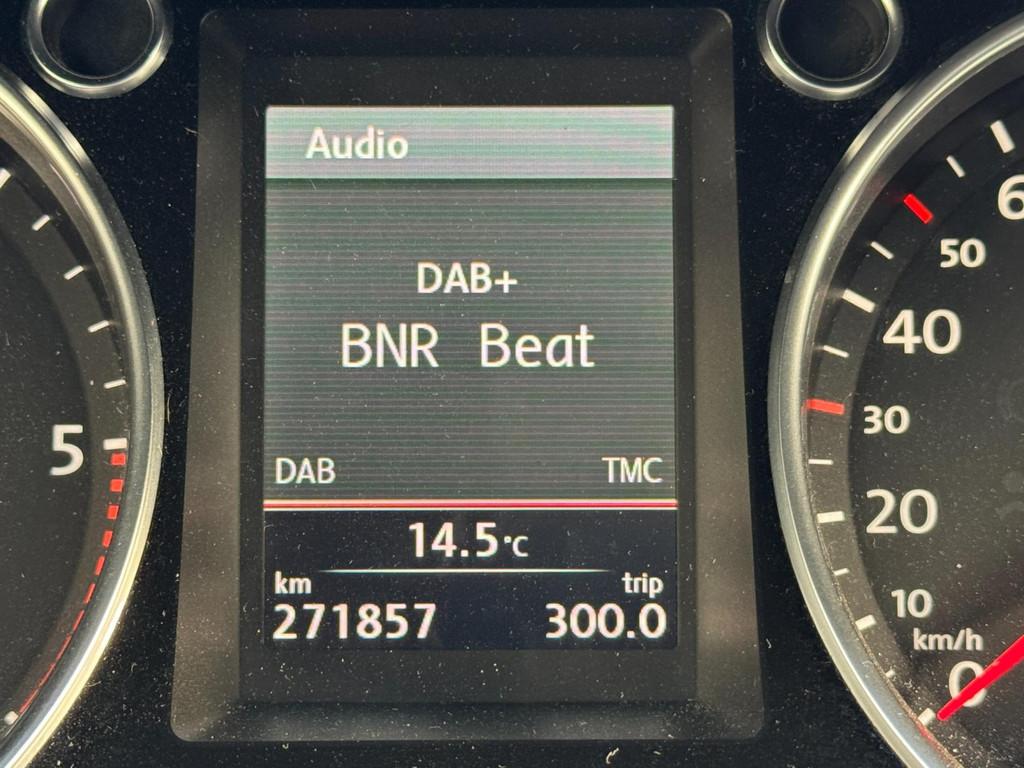 Audio
DAB+
BNR Beat
DAB TMC
14.5°C
km trip
271857 300.0
5
6
50
40
30
20
10
km/h
0